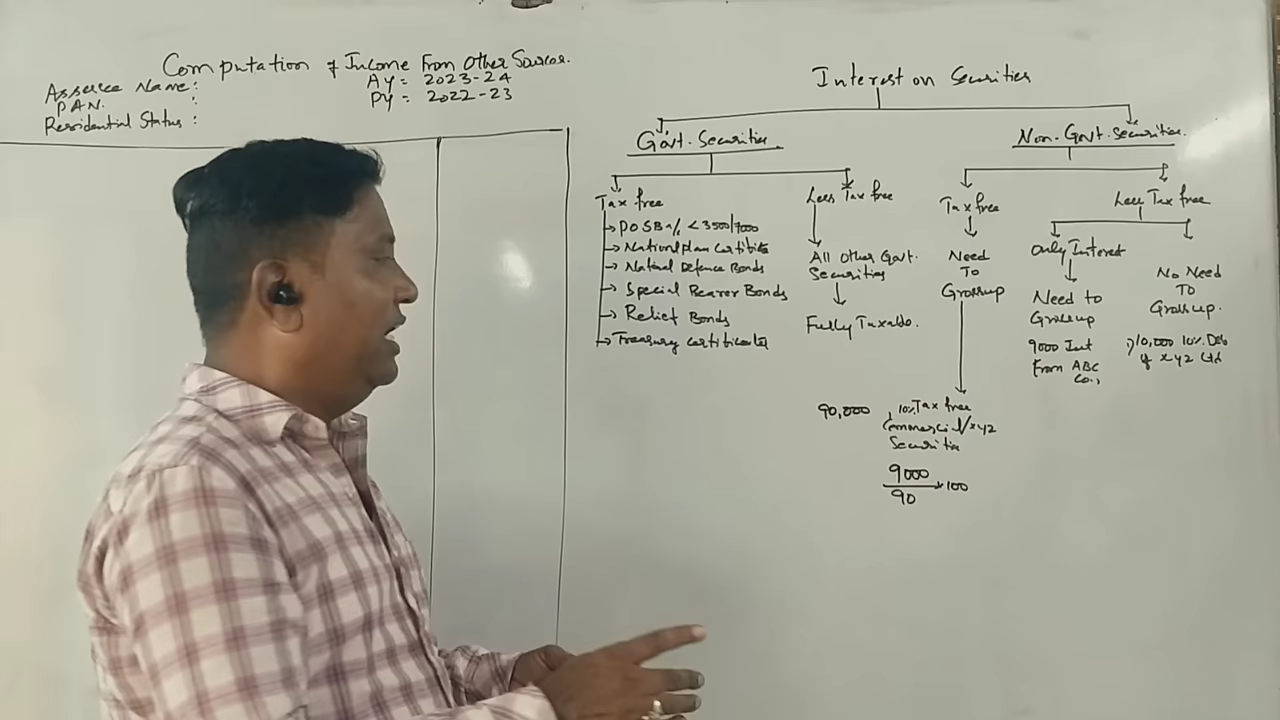 Computation of Income From Other Sources.
Assessee Name :
AY = 2023-24
PAN. :
PY = 2022-23
Residential Status :
Interest on Securities
Govt. Securities
Non-Govt. Securities
Tax free
→ POSB a/c < 3500/7000
→ National plan certificates
→ National Defence Bonds
→ Special Bearer Bonds
→ Relief Bonds
→ Treasury certificates
Less Tax free
All Other Govt.
Securities
Fully Taxable.
Tax free
Need
To
Grossup
90,000 , 10% Tax free
Commercial / xyz
Securities
9000
90 × 100
Less Tax free
Only Interest
Need to
Grossup
9000 Int
From ABC
Co.,
No Need
To
Grossup.
10,000 10% Deb
of xyz Ltd